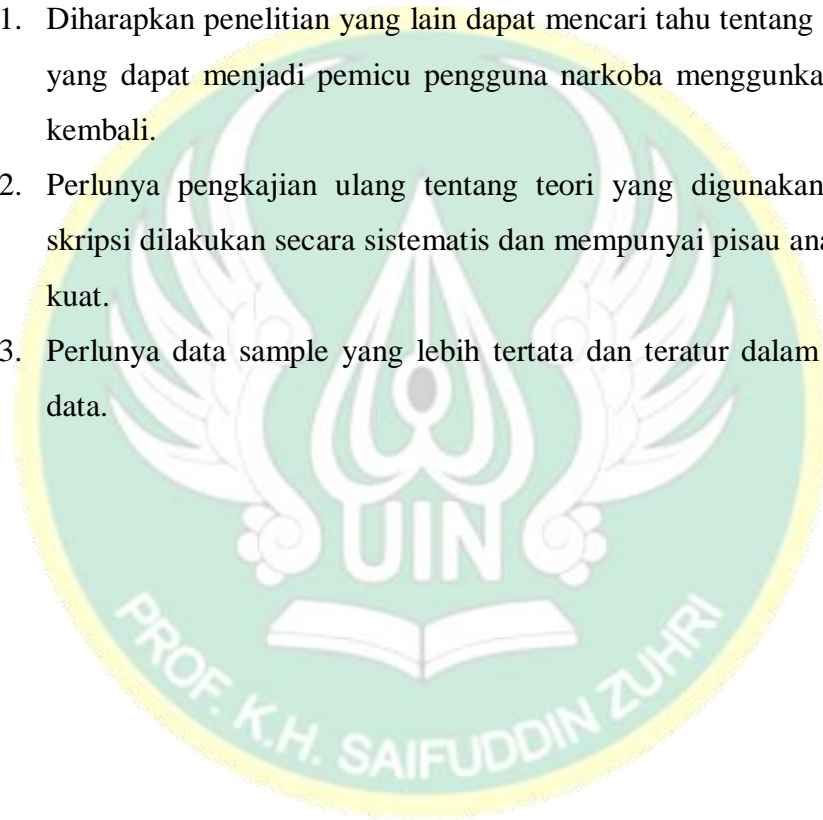 1. Diharapkan penelitian yang lain dapat mencari tahu tentang
yang dapat menjadi pemicu pengguna narkoba menggunka
kembali.
2. Perlunya pengkajian ulang tentang teori yang digunakan
skripsi dilakukan secara sistematis dan mempunyai pisau ana
kuat.
3. Perlunya data sample yang lebih tertata dan teratur dalam
data.
UIN
PROF. K.H. SAIFUDDIN ZUHRI